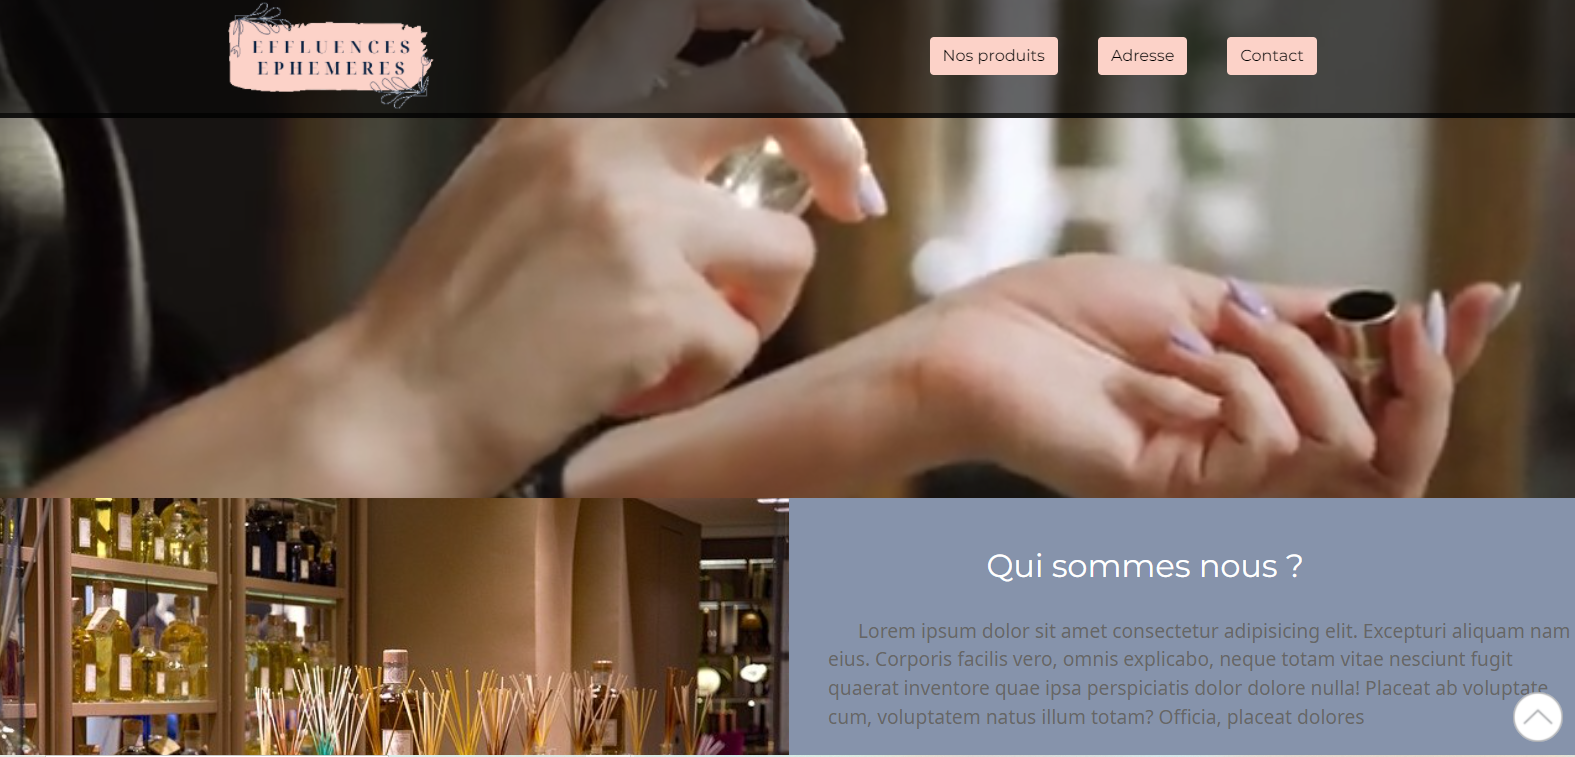 EFFLUENCES
EPHEMERES
Nos produits
Adresse
Contact
Qui sommes nous ?
Lorem ipsum dolor sit amet consectetur adipisicing elit. Excepturi aliquam nam
eius. Corporis facilis vero, omnis explicabo, neque totam vitae nesciunt fugit
quaerat inventore quae ipsa perspiciatis dolor dolore nulla! Placeat ab voluptate
cum, voluptatem natus illum totam? Officia, placeat dolores